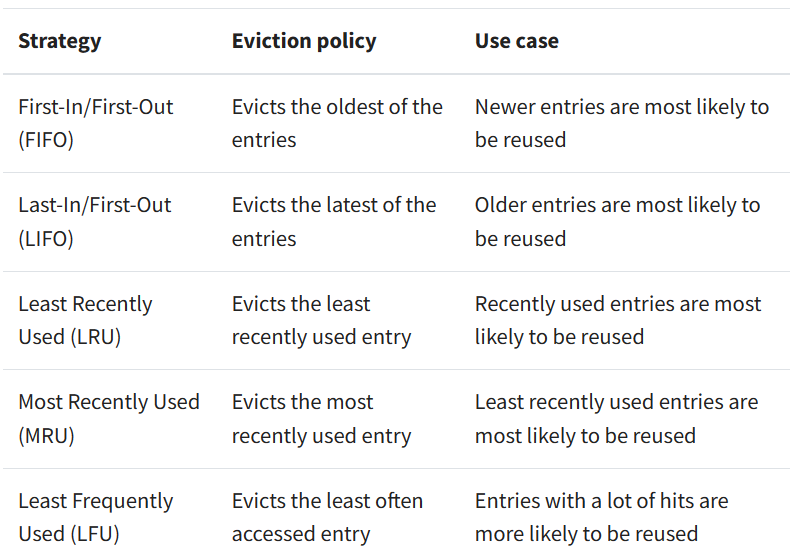 Strategy Eviction policy Use case
First-In/First-Out Evicts the oldest of the Newer entries are most likely to
(FIFO) entries be reused
Last-In/First-Out Evicts the latest of the Older entries are most likely to
(LIFO) entries be reused
Least Recently Evicts the least Recently used entries are most
Used (LRU) recently used entry likely to be reused
Most Recently Used Evicts the most Least recently used entries are
(MRU) recently used entry most likely to be reused
Least Frequently Evicts the least often Entries with a lot of hits are
Used (LFU) accessed entry more likely to be reused